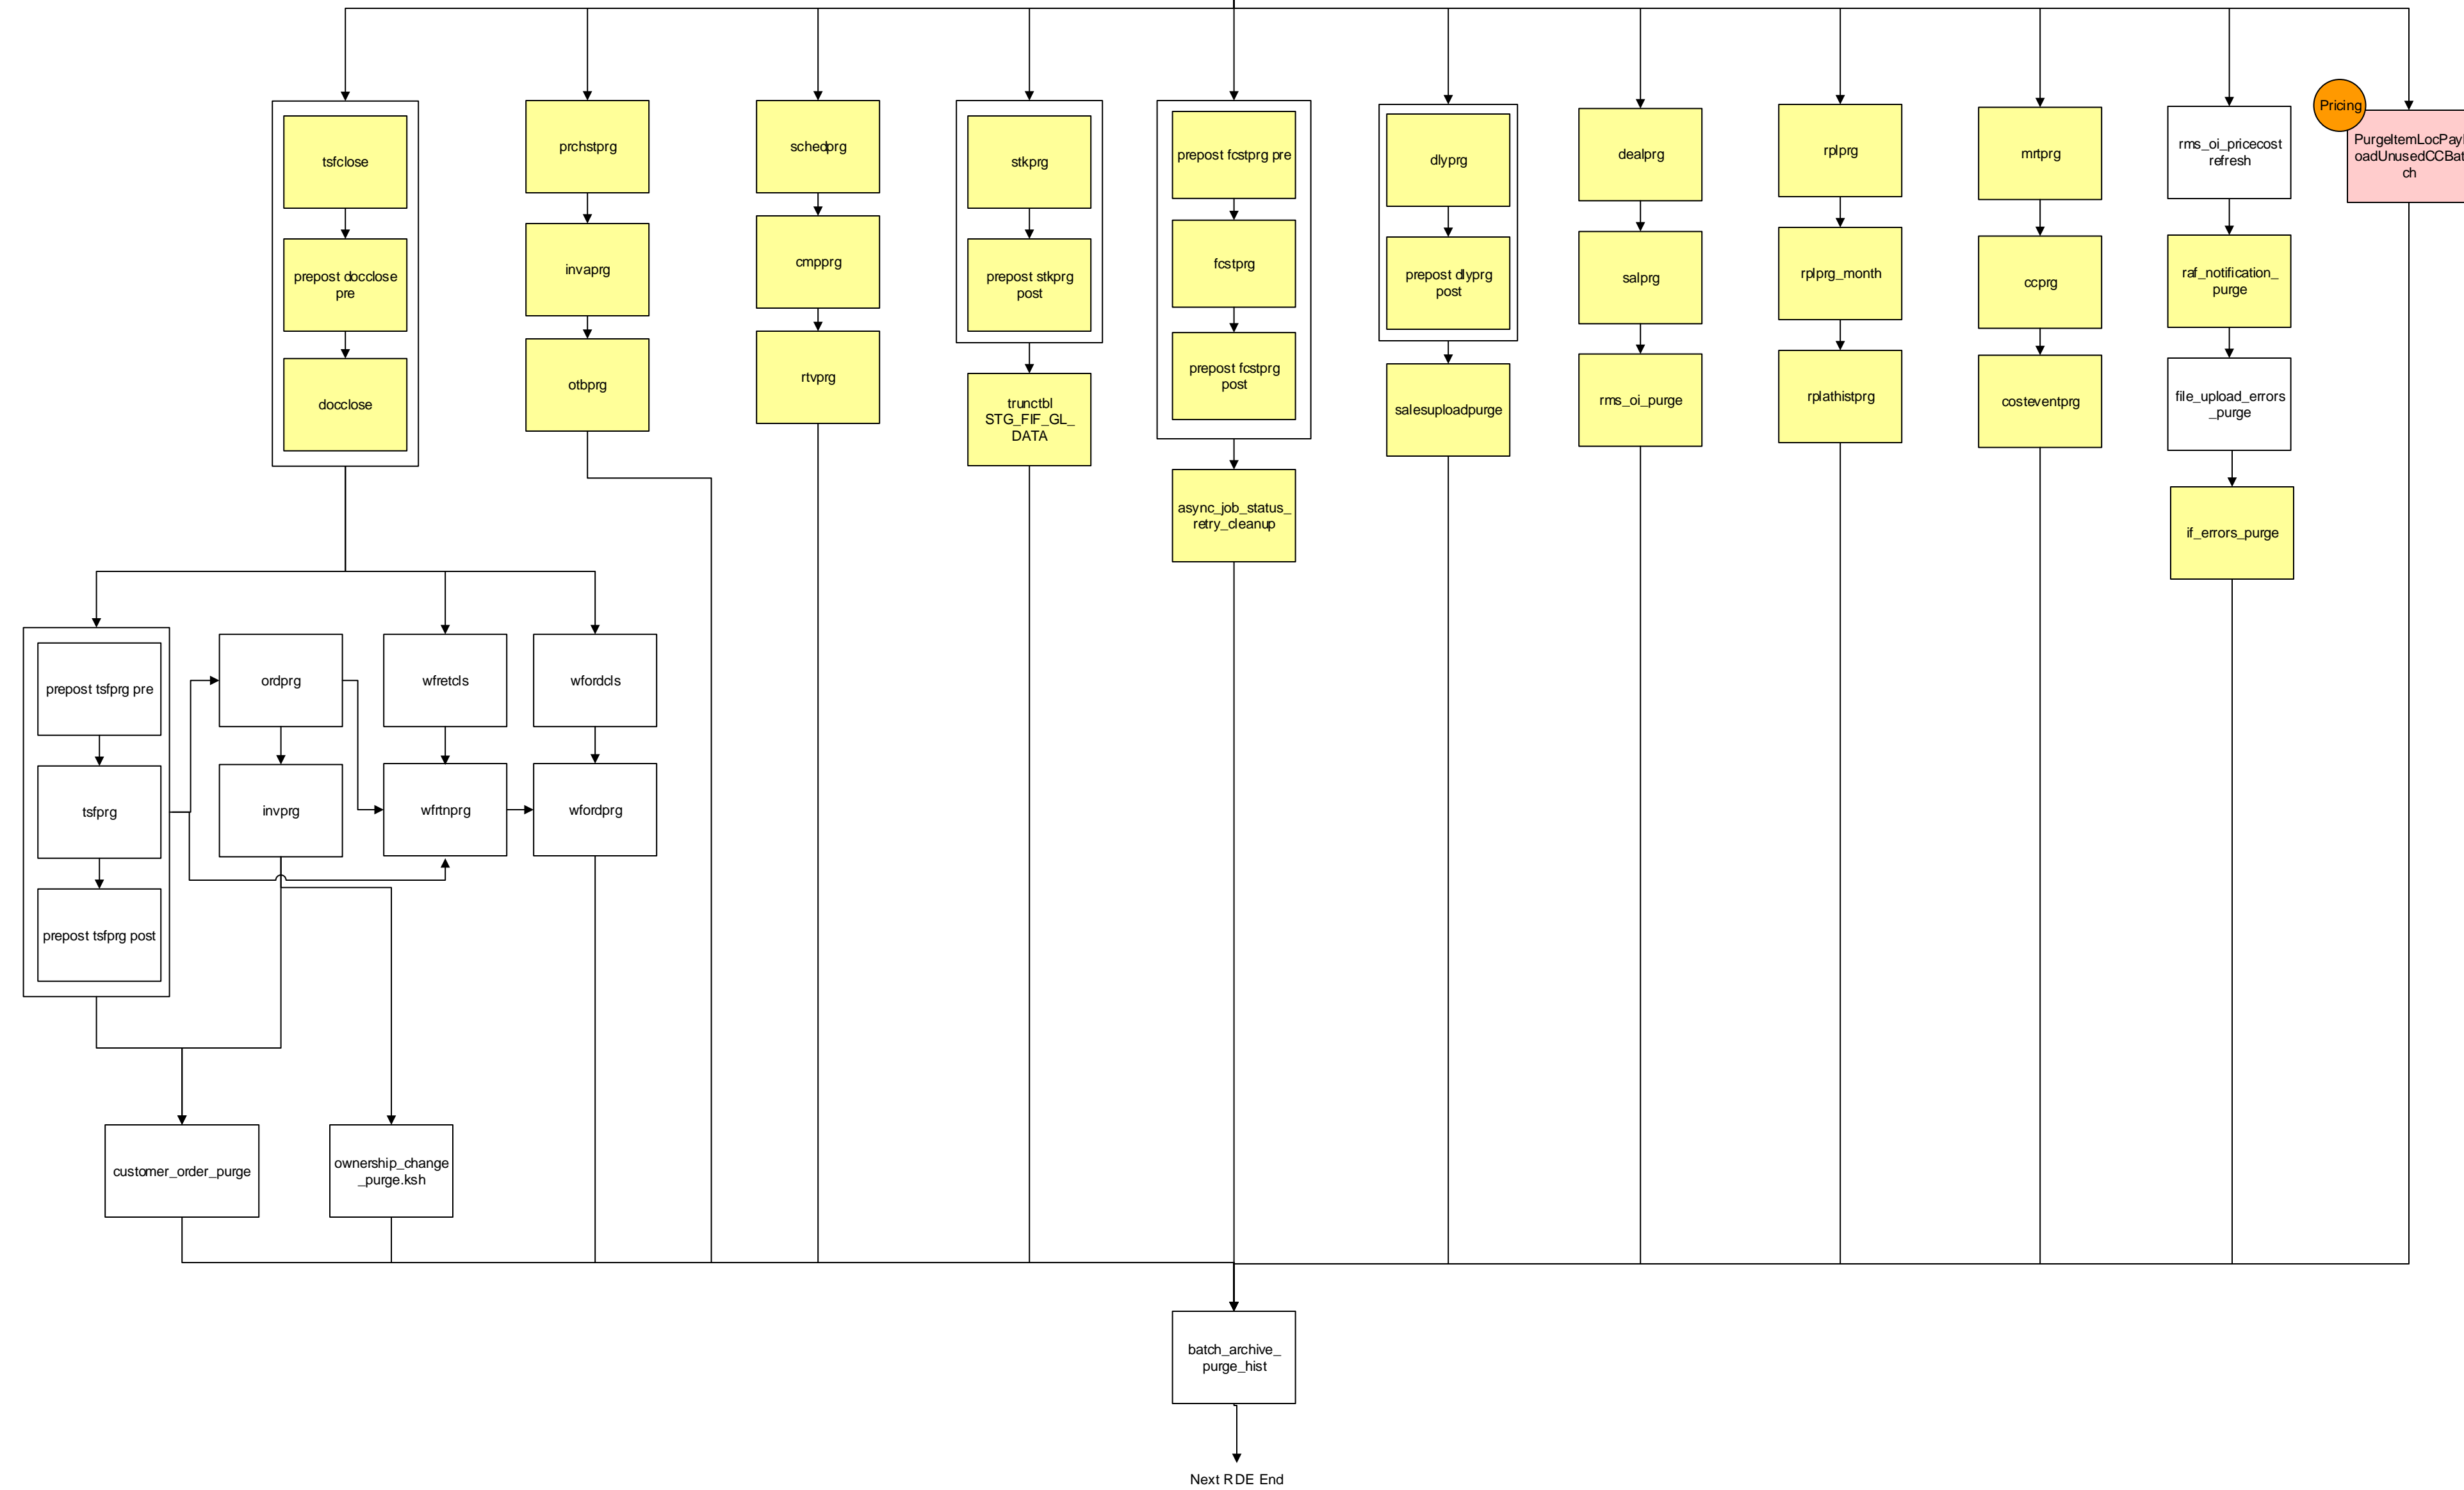 tsfclose
prepost docclose
pre
docclose
prchstprg
invaprg
otbprg
schedprg
cmpprg
rtvprg
stkprg
prepost stkprg
post
trunctbl
STG_FIF_GL_
DATA
prepost fcstprg pre
fcstprg
prepost fcstprg
post
async_job_status_
retry_cleanup
dlyprg
prepost dlyprg
post
salesuploadpurge
dealprg
salprg
rms_oi_purge
rplprg
rplprg_month
rplathistprg
mrtprg
ccprg
costeventprg
rms_oi_pricecost
refresh
raf_notification_
purge
file_upload_errors
_purge
if_errors_purge
Pricing
PurgeItemLocPayl
oadUnusedCCBat
ch
prepost tsfprg pre
tsfprg
prepost tsfprg post
ordprg
invprg
wfretcls
wfrtnprg
wfordcls
wfordprg
customer_order_purge
ownership_change
_purge.ksh
batch_archive_
purge_hist
Next RDE End